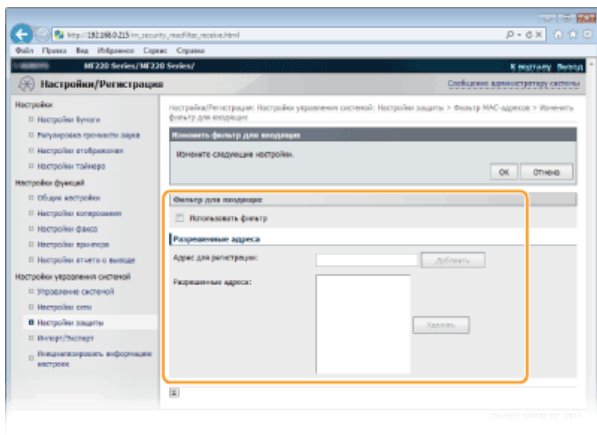 http://192.168.0.215/m_security_macfilter_receive.html
Файл Правка Вид Избранное Сервис Справка
MF220 Series/MF220 Series/
К порталу Выход
Настройки/Регистрация
Сообщение администратору системы
Настройки
Настройки бумаги
Регулировка громкости звука
Настройки отображения
Настройки таймера
Настройки функций
Общие настройки
Настройки копирования
Настройки факса
Настройки принтера
Настройки отчета о выводе
Настройки управления системой
Управление системой
Настройки сети
Настройки защиты
Импорт/Экспорт
Инициализировать информацию настроек
Настройки/Регистрация: Настройки управления системой: Настройки защиты > Фильтр MAC-адресов > Изменить
фильтр для входящих
Изменить фильтр для входящих
Измените следующие настройки.
OK Отмена
Фильтр для входящих
Использовать фильтр
Разрешенные адреса
Адрес для регистрации:
Добавить...
Разрешенные адреса:
Удалить
Copyright CANON INC. 2014